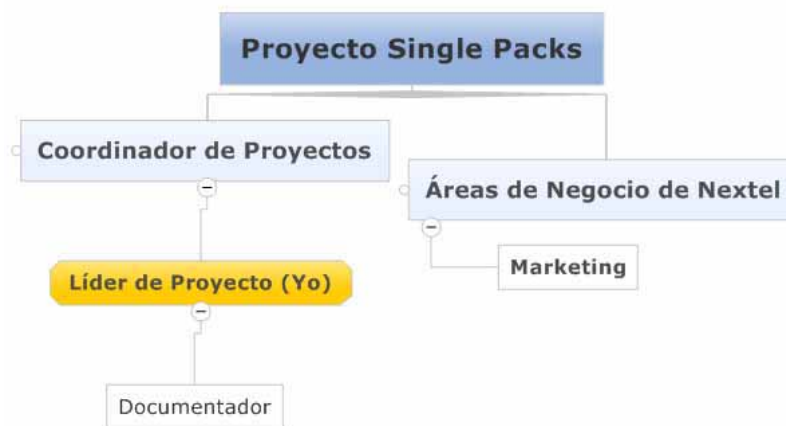 Proyecto Single Packs
Coordinador de Proyectos
Áreas de Negocio de Nextel
Marketing
Líder de Proyecto (Yo)
Documentador